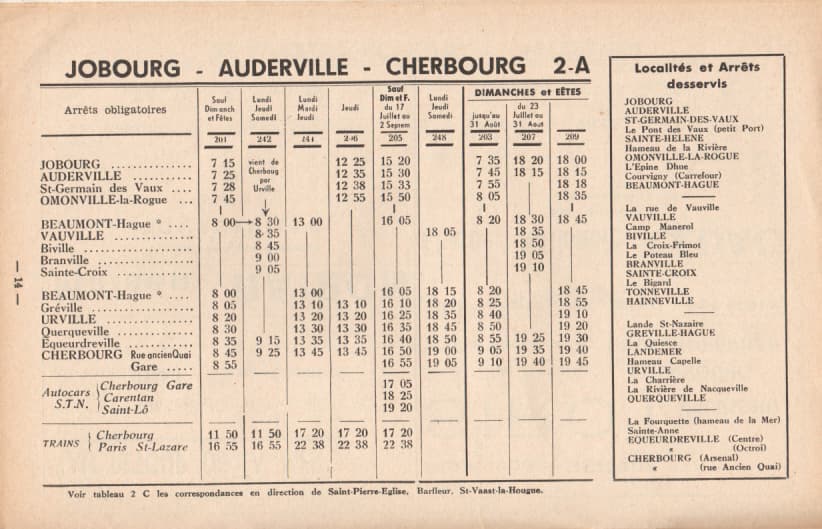 JOBOURG - AUDERVILLE - CHERBOURG 2-A
Arrêts obligatoires
Sauf Dimanch et Fêtes 201
Lundi Jeudi Samedi 242
Lundi Mardi Jeudi
Jeudi
Sauf Dim et F. du 17 Juillet au 2 Septem 205
Lundi Jeudi Samedi 248
DIMANCHES et FÊTES
jusqu'au 31 Août 203
du 23 Juillet au 31 Août 207
209
JOBOURG 7 15 12 25 15 20 7 35 18 20 18 00
AUDERVILLE 7 25 12 35 15 30 7 45 18 15 18 15
St-Germain des Vaux 7 28 12 38 15 33 7 55 18 18
OMONVILLE-la-Rogue 7 45 12 55 15 50 8 05 18 35
vient de Cherboug par Urville
BEAUMONT-Hague * 8 00 8 30 13 00 16 05 8 20 18 30 18 45
VAUVILLE 8 35 18 05 18 35
Biville 8 45 18 50
Branville 9 00 19 05
Sainte-Croix 9 05 19 10
BEAUMONT-Hague * 8 00 13 00 16 05 18 15 8 20 18 45
Gréville 8 05 13 10 13 10 16 10 18 20 8 25 18 55
URVILLE 8 20 13 20 13 20 16 25 18 35 8 40 19 10
Querqueville 8 30 13 30 13 30 16 35 18 45 8 50 19 20
Equeurdreville 8 35 9 15 13 35 13 35 16 40 18 50 8 55 19 25 19 30
CHERBOURG Rue ancien Quai 8 45 9 25 13 45 13 45 16 50 19 00 9 05 19 35 19 40
Gare 8 55 16 55 19 05 9 10 19 40 19 45
Autocars S.T.N.
Cherbourg Gare 17 05
Carentan 18 25
Saint-Lô 19 20
TRAINS
Cherbourg 11 50 11 50 17 20 17 20 17 20
Paris St-Lazare 16 55 16 55 22 38 22 38 22 38
Voir tableau 2 C les correspondances en direction de Saint-Pierre-Eglise, Barfleur, St-Vaast-la-Hougue.
— 14 —
Localités et Arrêts
desservis
JOBOURG
AUDERVILLE
ST-GERMAIN-DES-VAUX
Le Pont des Vaux (petit Port)
SAINTE-HELENE
Hameau de la Rivière
OMONVILLE-LA-ROGUE
L'Epine Dhue
Courvigny (Carrefour)
BEAUMONT-HAGUE
La rue de Vauville
VAUVILLE
Camp Manerol
BIVILLE
La Croix-Frimot
Le Poteau Bleu
BRANVILLE
SAINTE-CROIX
Le Bigard
TONNEVILLE
HAINNEVILLE
Lande St-Nazaire
GREVILLE-HAGUE
La Quiesce
LANDEMER
Hameau Capelle
URVILLE
La Charrière
La Rivière de Nacqueville
QUERQUEVILLE
La Fourquette (hameau de la Mer)
Sainte-Anne
EQUEURDREVILLE (Centre)
« (Octroi)
CHERBOURG (Arsenal)
« (rue Ancien Quai)